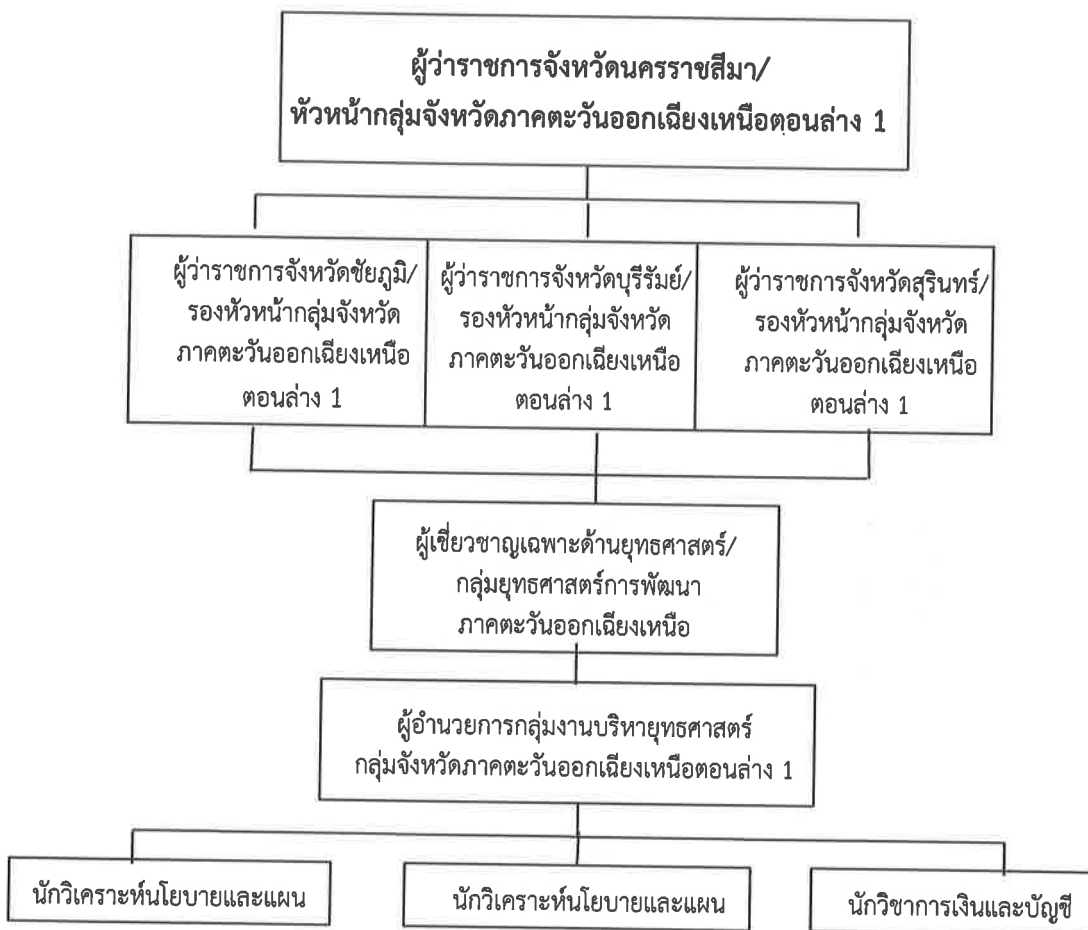 ผู้ว่าราชการจังหวัดนครราชสีมา/
หัวหน้ากลุ่มจังหวัดภาคตะวันออกเฉียงเหนือตอนล่าง 1
ผู้ว่าราชการจังหวัดชัยภูมิ/
รองหัวหน้ากลุ่มจังหวัด
ภาคตะวันออกเฉียงเหนือ
ตอนล่าง 1
ผู้ว่าราชการจังหวัดบุรีรัมย์/
รองหัวหน้ากลุ่มจังหวัด
ภาคตะวันออกเฉียงเหนือ
ตอนล่าง 1
ผู้ว่าราชการจังหวัดสุรินทร์/
รองหัวหน้ากลุ่มจังหวัด
ภาคตะวันออกเฉียงเหนือ
ตอนล่าง 1
ผู้เชี่ยวชาญเฉพาะด้านยุทธศาสตร์/
กลุ่มยุทธศาสตร์การพัฒนา
ภาคตะวันออกเฉียงเหนือ
ผู้อำนวยการกลุ่มงานบริหายุทธศาสตร์
กลุ่มจังหวัดภาคตะวันออกเฉียงเหนือตอนล่าง 1
นักวิเคราะห์นโยบายและแผน
นักวิเคราะห์นโยบายและแผน
นักวิชาการเงินและบัญชี